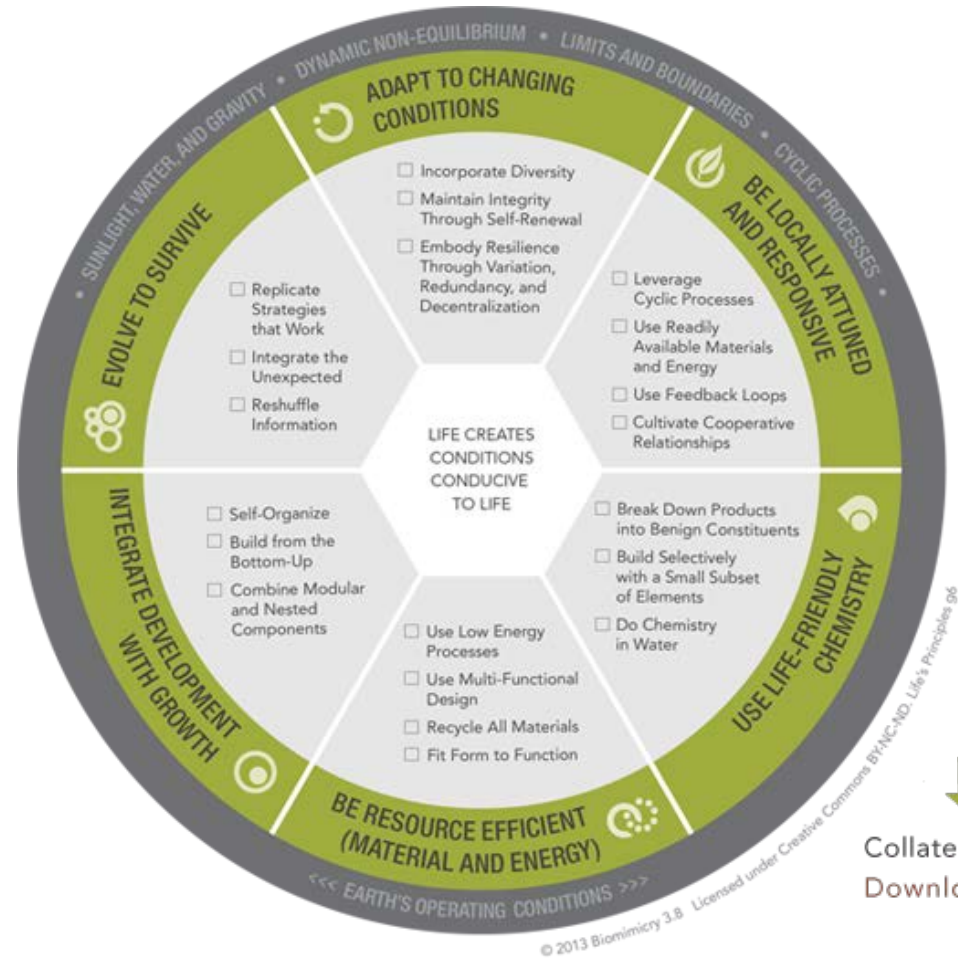 • SUNLIGHT, WATER, AND GRAVITY • DYNAMIC NON-EQUILIBRIUM • LIMITS AND BOUNDARIES • CYCLIC PROCESSES •
ADAPT TO CHANGING
CONDITIONS
☐ Incorporate Diversity
☐ Maintain Integrity
Through Self-Renewal
☐ Embody Resilience
Through Variation,
Redundancy, and
Decentralization
BE LOCALLY ATTUNED
AND RESPONSIVE
☐ Leverage
Cyclic Processes
☐ Use Readily
Available Materials
and Energy
☐ Use Feedback Loops
☐ Cultivate Cooperative
Relationships
USE LIFE-FRIENDLY
CHEMISTRY
☐ Break Down Products
into Benign Constituents
☐ Build Selectively
with a Small Subset
of Elements
☐ Do Chemistry
in Water
BE RESOURCE EFFICIENT
(MATERIAL AND ENERGY)
☐ Use Low Energy
Processes
☐ Use Multi-Functional
Design
☐ Recycle All Materials
☐ Fit Form to Function
INTEGRATE DEVELOPMENT
WITH GROWTH
☐ Self-Organize
☐ Build from the
Bottom-Up
☐ Combine Modular
and Nested
Components
EVOLVE TO SURVIVE
☐ Replicate
Strategies
that Work
☐ Integrate the
Unexpected
☐ Reshuffle
Information
LIFE CREATES
CONDITIONS
CONDUCIVE
TO LIFE
<<< EARTH'S OPERATING CONDITIONS >>>
© 2013 Biomimicry 3.8 Licensed under Creative Commons BY-NC-ND. Life's Principles g6
Collate
Downlo